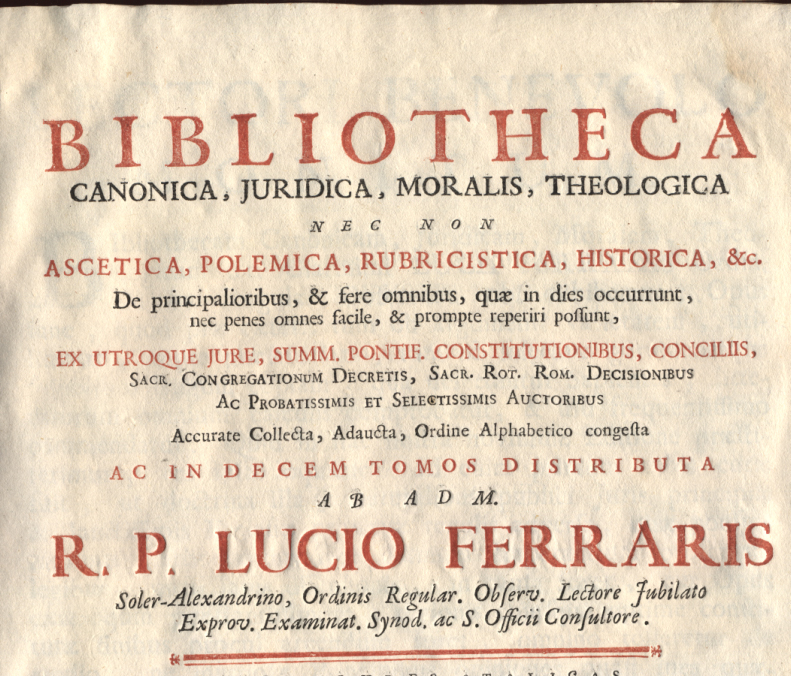 BIBLIOTHECA
CANONICA, JURIDICA, MORALIS, THEOLOGICA
NEC NON
ASCETICA, POLEMICA, RUBRICISTICA, HISTORICA, &c.
De principalioribus, & fere omnibus, quæ in dies occurrunt,
nec penes omnes facile, & prompte reperiri poſſunt,
EX UTROQUE JURE, SUMM. PONTIF. CONSTITUTIONIBUS, CONCILIIS,
SACR. CONGREGATIONUM DECRETIS, SACR. ROT. ROM. DECISIONIBUS
AC PROBATISSIMIS ET SELECTISSIMIS AUCTORIBUS
Accurate Collecta, Adaucta, Ordine Alphabetico congeſta
AC IN DECEM TOMOS DISTRIBUTA
AB ADM.
R. P. LUCIO FERRARIS
Soler-Alexandrino, Ordinis Regular. Obſerv. Lectore Jubilato
Exprov. Examinat. Synod. ac S. Officii Conſultore.